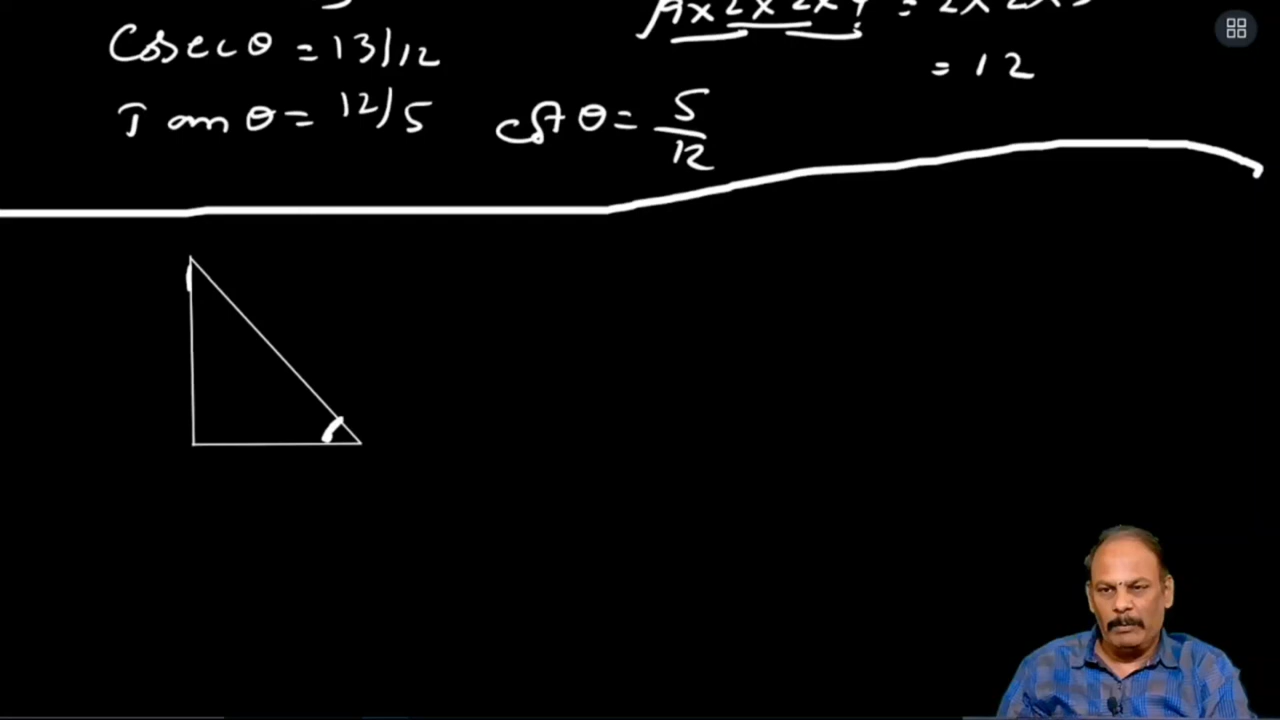 Cosec θ = 13/12
= 12
Tan θ = 12/5 cot θ = 5/12